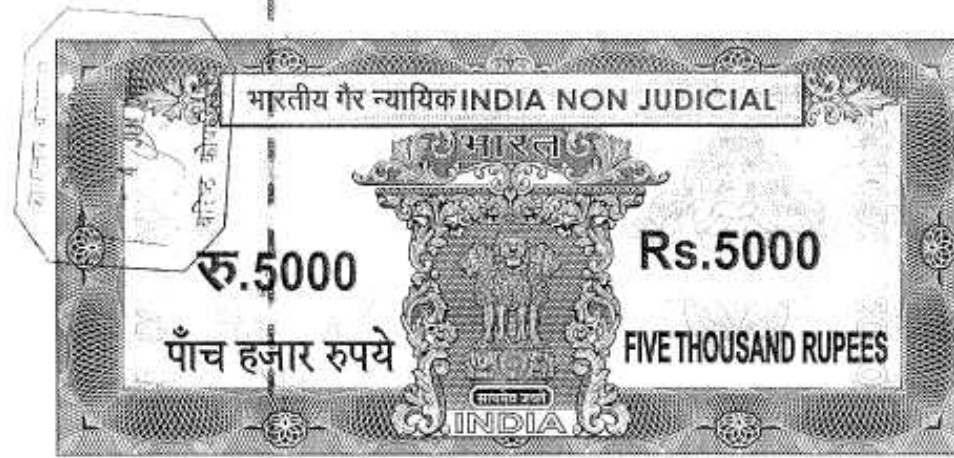 भारतीय गैर न्यायिक INDIA NON JUDICIAL
भारत
रु.5000
Rs.5000
पाँच हजार रुपये
FIVE THOUSAND RUPEES
सत्यमेव जयते
INDIA